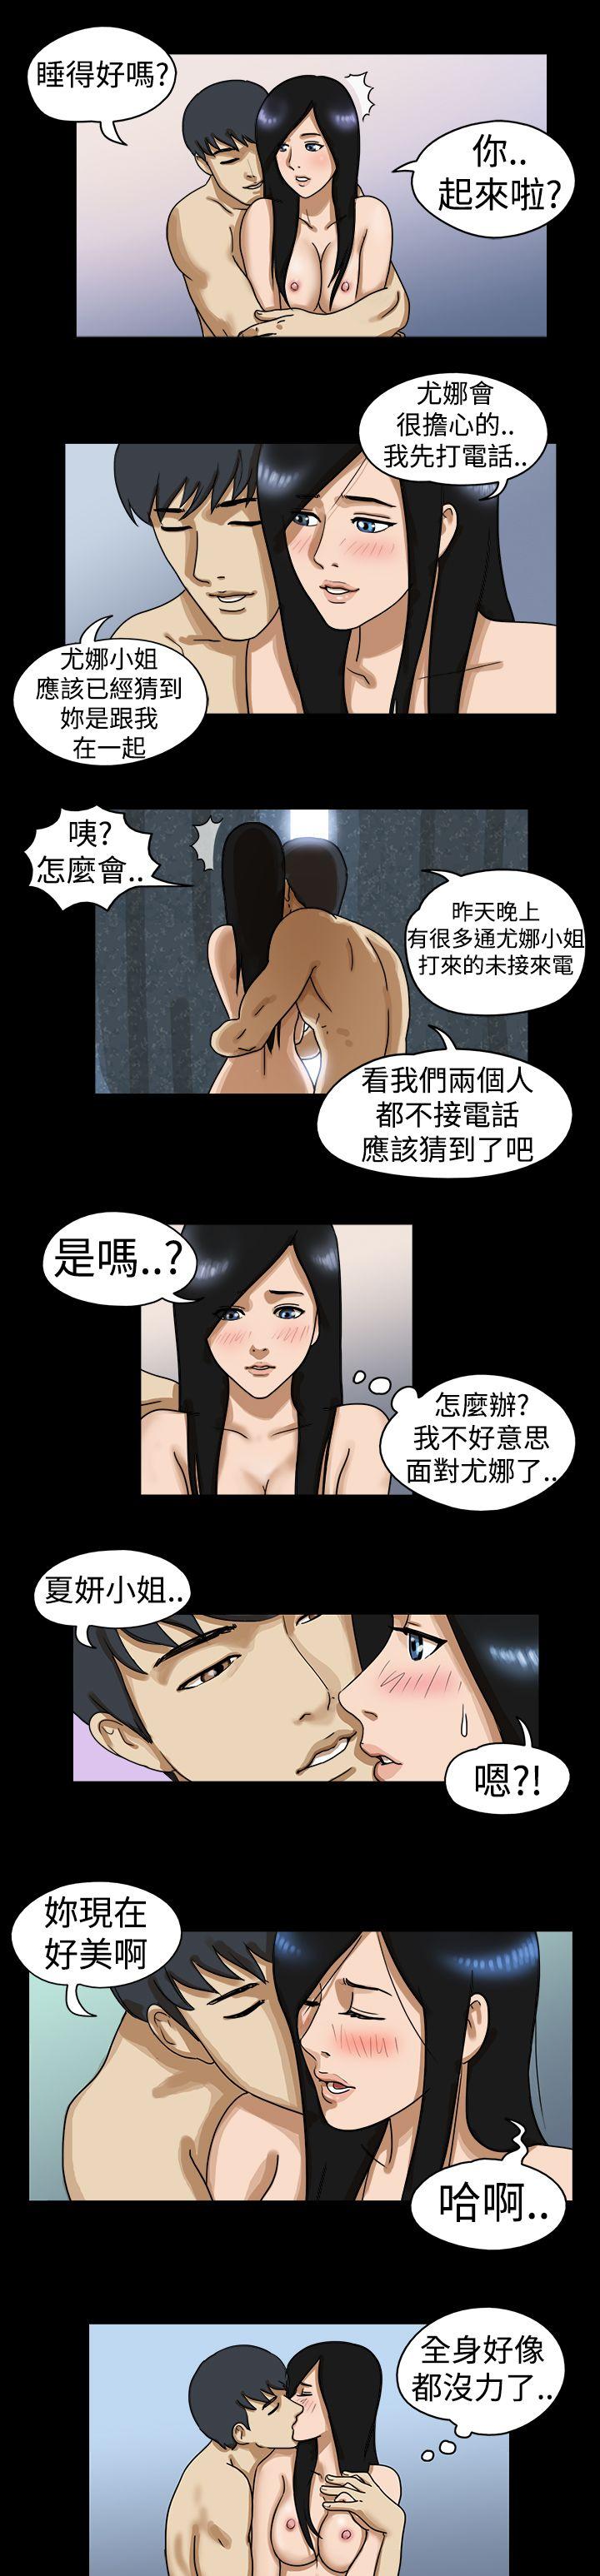 睡得好嗎?
你..
起來啦?
尤娜會
很擔心的..
我先打電話..
尤娜小姐
應該已經猜到
妳是跟我
在一起
咦?
怎麼會..
昨天晚上
有很多通尤娜小姐
打來的未接來電
看我們兩個人
都不接電話
應該猜到了吧
是嗎..?
怎麼辦?
我不好意思
面對尤娜了..
夏妍小姐..
嗯?!
妳現在
好美啊
哈啊..
全身好像
都沒力了..